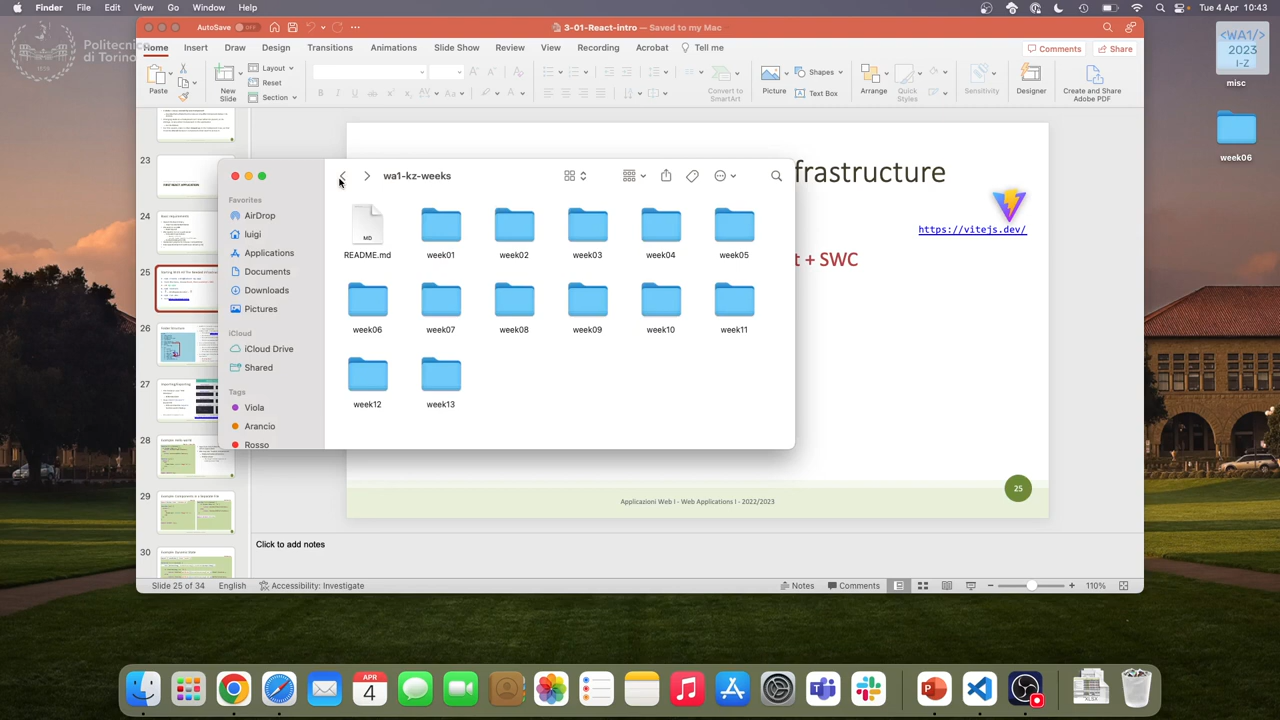 Finder File Edit View Go Window Help
Tue Apr 4 10:43
Politecnico
di Torino
1859
AutoSave OFF
3-01-React-intro — Saved to my Mac
Home Insert Draw Design Transitions Animations Slide Show Review View Recording Acrobat Tell me
Comments Share
Paste
New
Slide
Layout
Reset
Section
Convert to
SmartArt
Picture
Shapes
Text Box
Arrange
Quick
Styles
Sensitivity
Designer
Create and Share
Adobe PDF
<WA1/>
2023
I-Z
misc
week06
23
24
25
26
27
28
29
30
wa1-kz-weeks
Favorites
AirDrop
luigi
Applications
Documents
Downloads
Pictures
iCloud
iCloud Drive
Shared
Tags
Viola
Arancio
Rosso
MD
README.md week01 week02 week03 week04 week05
week06 week07 week08 week09 week10 week11
week12 week13
frastructure
https://vitejs.dev/
t + SWC
Applicazioni Web I - Web Applications I - 2022/2023
25
Click to add notes
Slide 25 of 34 English Accessibility: Investigate
Notes Comments 110%
APR
4
XLSX